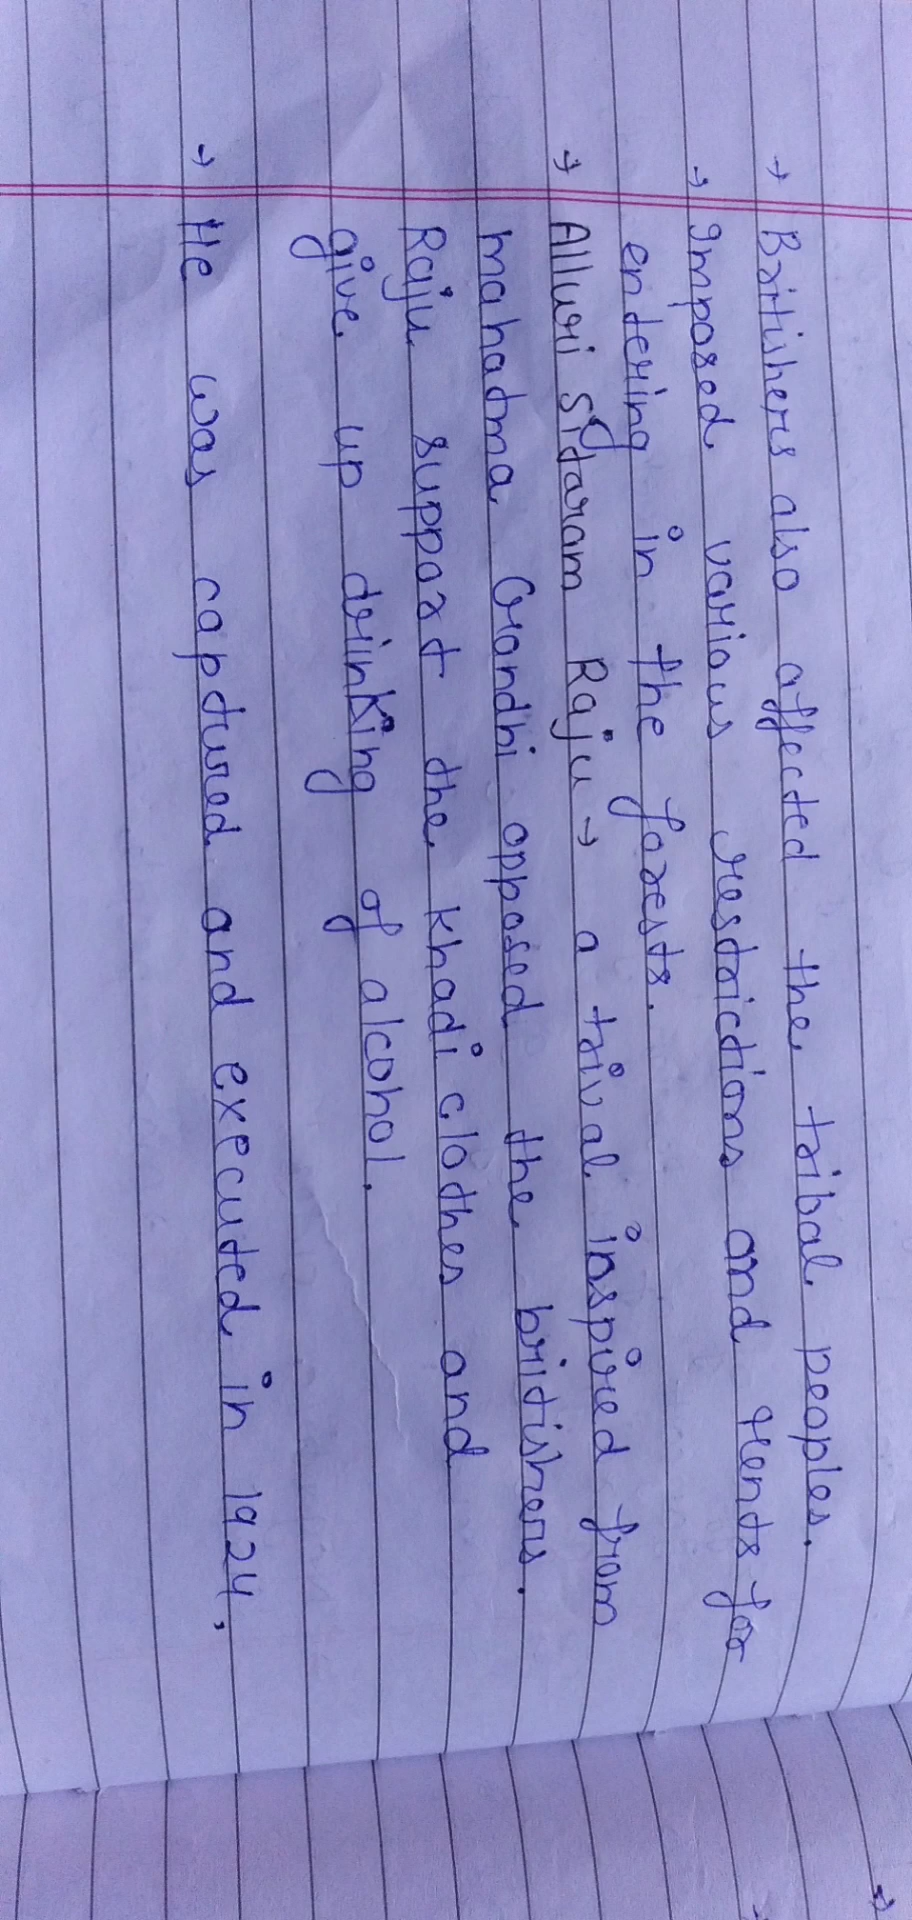 → Britishers also affected the tribal peoples.
→ Imposed various restrictions and rents for
entering in the forests.
→ Alluri sitaram Raju → a trival inspired from
mahatma Gandhi opposed the britishers.
Raju support the khadi clothes and
give up drinking of alcohol.
→ He was captured and executed in 1924,